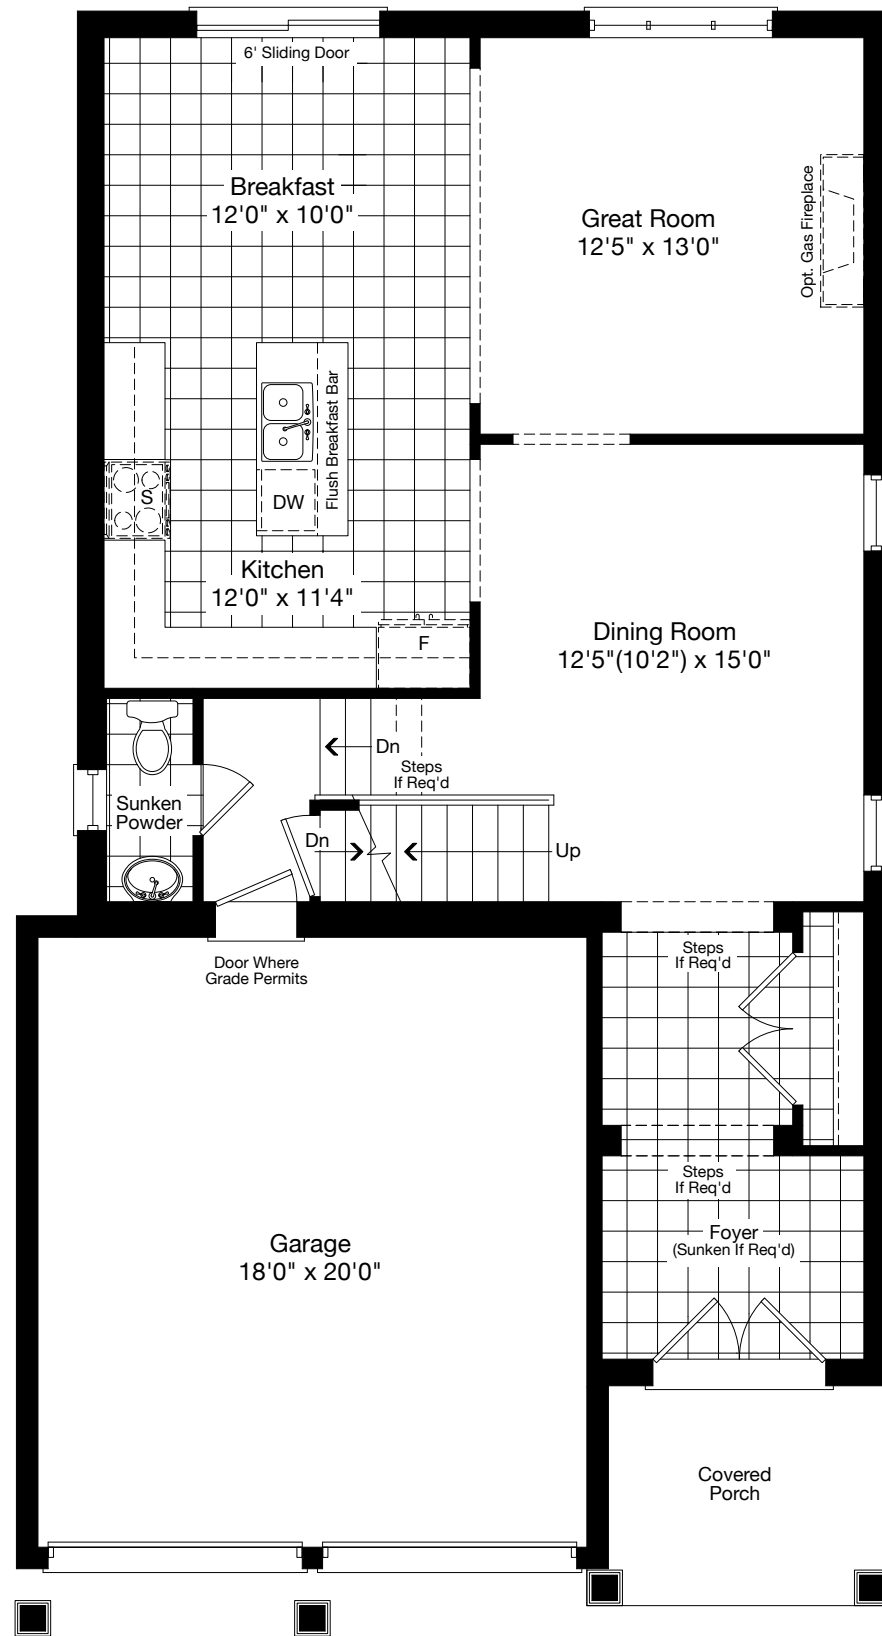 6' Sliding Door
Breakfast
12'0" x 10'0"
Great Room
12'5" x 13'0"
Opt. Gas Fireplace
Flush Breakfast Bar
S
DW
Kitchen
12'0" x 11'4"
F
Dining Room
12'5"(10'2") x 15'0"
Dn
Steps
If Req'd
Sunken
Powder
Dn
Up
Door Where
Grade Permits
Steps
If Req'd
Steps
If Req'd
Foyer
(Sunken If Req'd)
Garage
18'0" x 20'0"
Covered
Porch